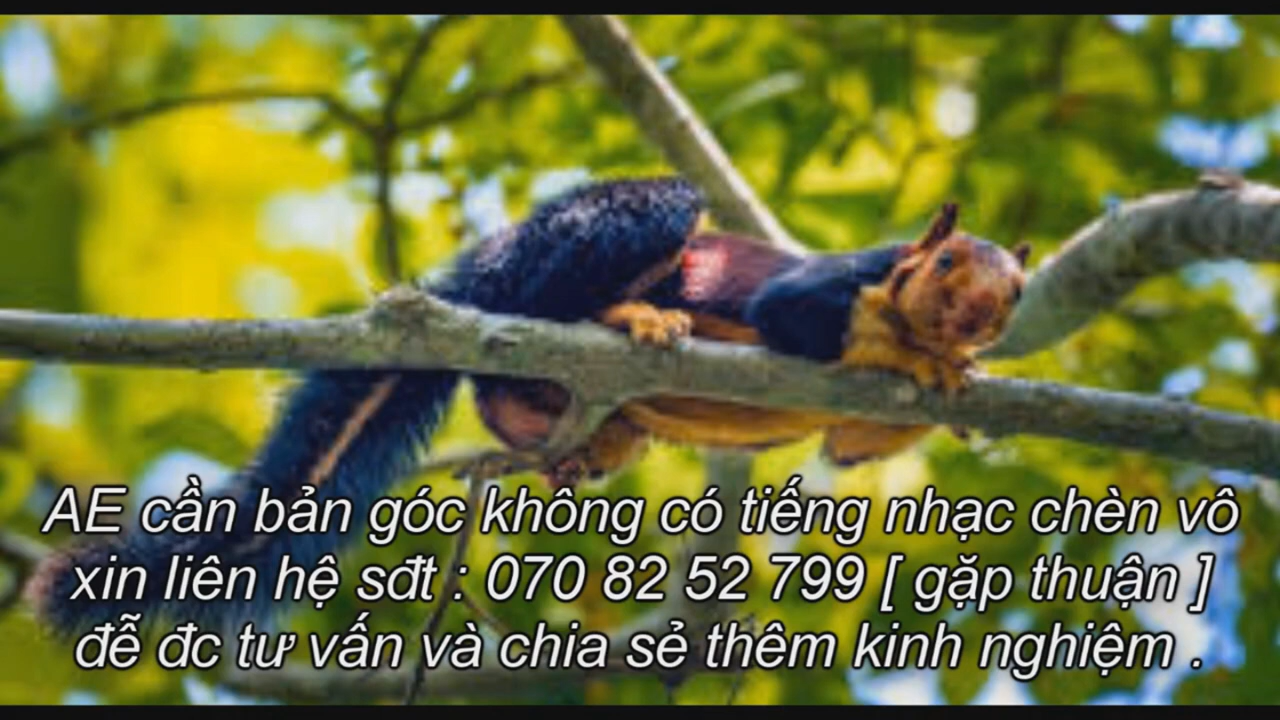 AE cần bản góc không có tiếng nhạc chèn vô
xin liên hệ sđt : 070 82 52 799 [ gặp thuận ]
đễ đc tư vấn và chia sẻ thêm kinh nghiệm .